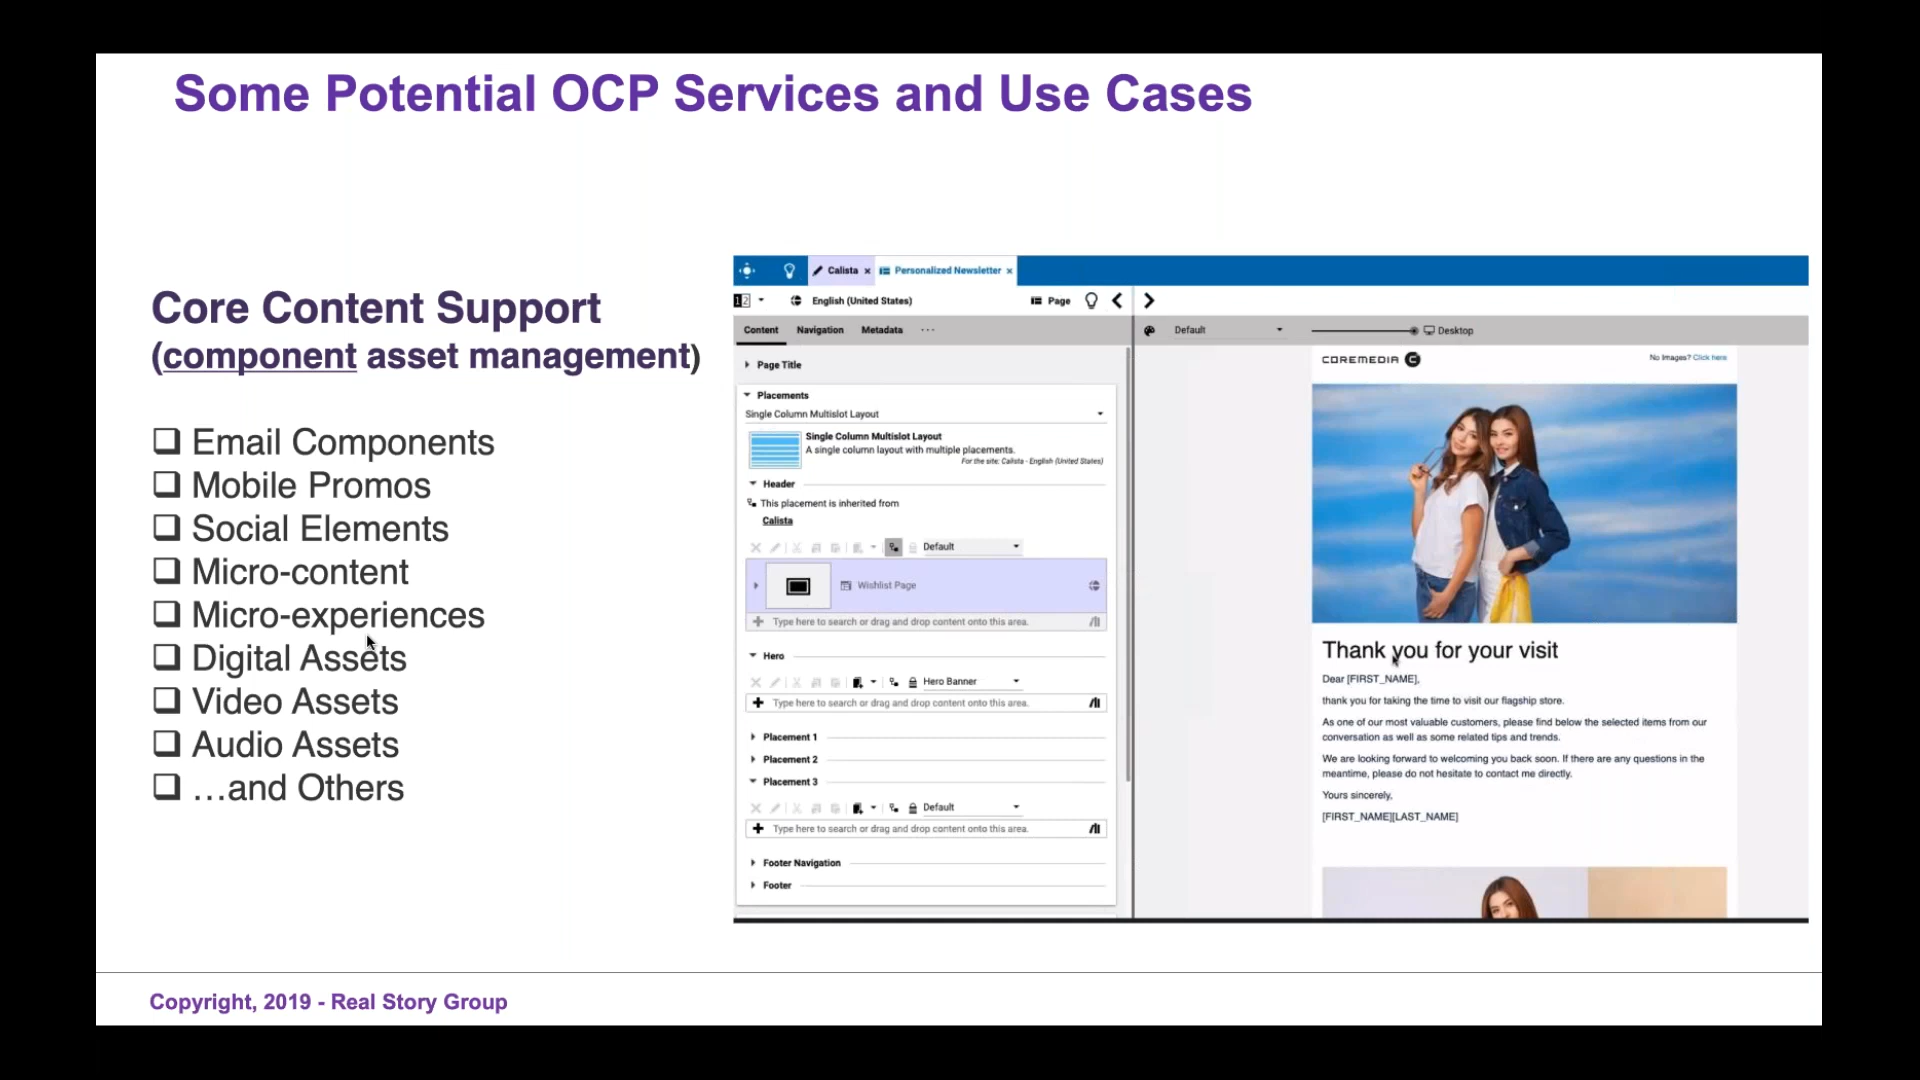 Some Potential OCP Services and Use Cases
Core Content Support
(component asset management)
❑ Email Components
❑ Mobile Promos
❑ Social Elements
❑ Micro-content
❑ Micro-experiences
❑ Digital Assets
❑ Video Assets
❑ Audio Assets
❑ …and Others
Calista × Personalized Newsletter ×
12 English (United States) Page
Content Navigation Metadata ···
Page Title
Placements
Single Column Multislot Layout
Single Column Multislot Layout
A single column layout with multiple placements.
For the site: Calista - English (United States)
Header
This placement is inherited from
Calista
Default
Wishlist Page
Type here to search or drag and drop content onto this area.
Hero
Hero Banner
Type here to search or drag and drop content onto this area.
Placement 1
Placement 2
Placement 3
Default
Type here to search or drag and drop content onto this area.
Footer Navigation
Footer
Default Desktop
COREMEDIA No Images? Click here
Thank you for your visit
Dear [FIRST_NAME],
thank you for taking the time to visit our flagship store.
As one of our most valuable customers, please find below the selected items from our
conversation as well as some related tips and trends.
We are looking forward to welcoming you back soon. If there are any questions in the
meantime, please do not hesitate to contact me directly.
Yours sincerely,
[FIRST_NAME][LAST_NAME]
Copyright, 2019 - Real Story Group